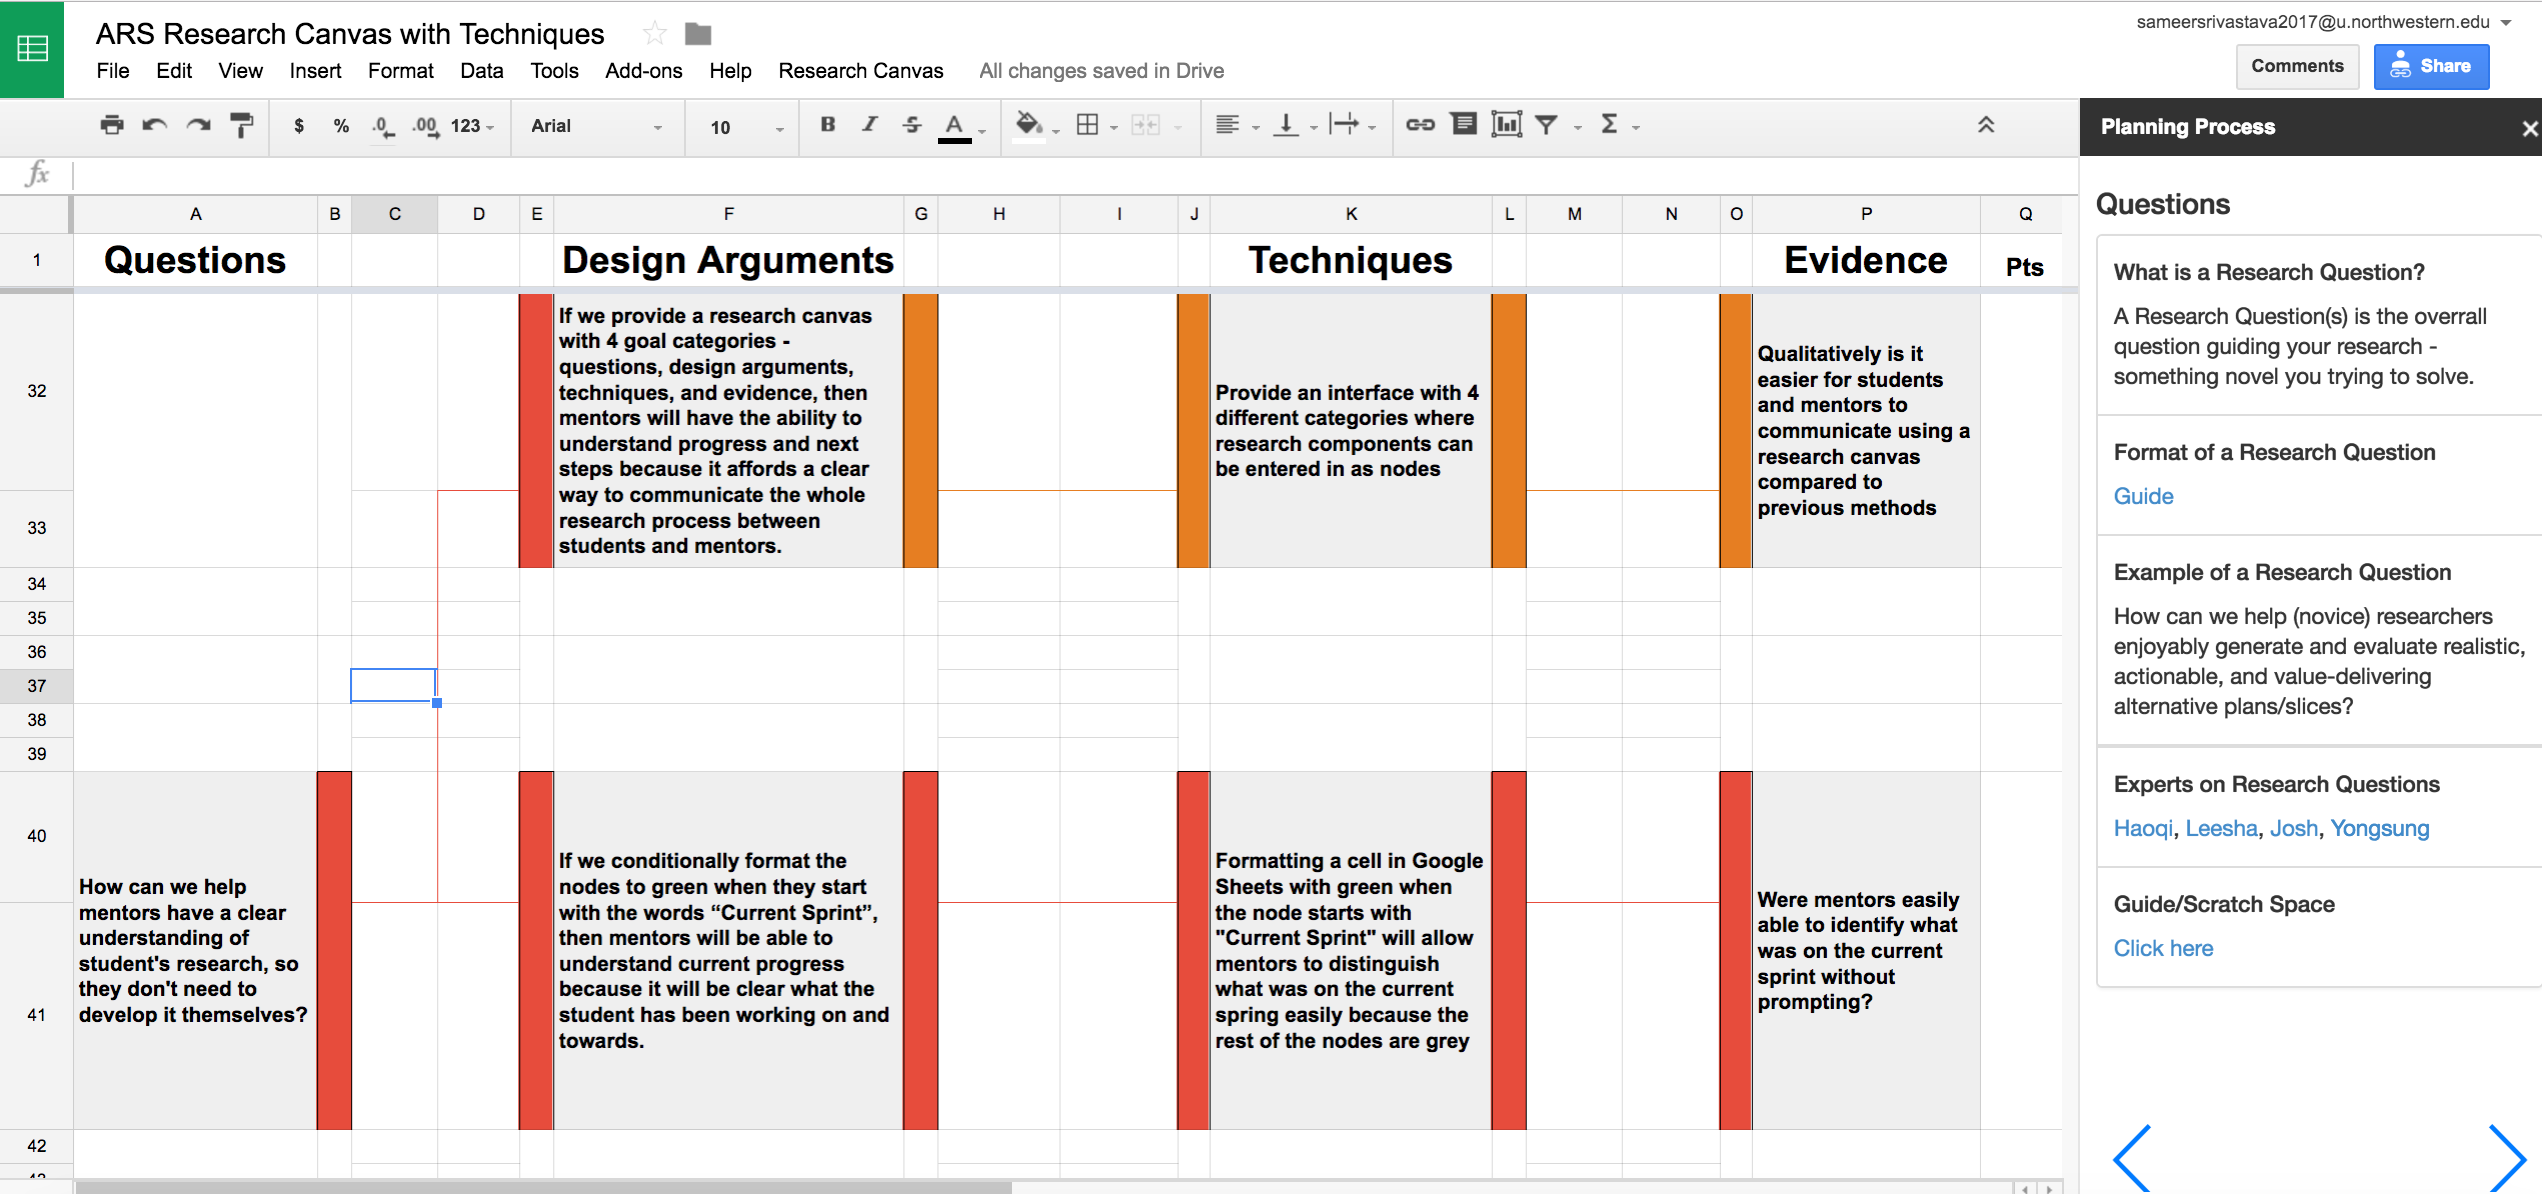 ARS Research Canvas with Techniques
sameersrivastava2017@u.northwestern.edu
File Edit View Insert Format Data Tools Add-ons Help Research Canvas All changes saved in Drive
Comments
Share
$ % .0 .00 123 Arial 10 B I S A Σ
fx
A B C D E F G H I J K L M N O P Q
1 Questions Design Arguments Techniques Evidence Pts
32
If we provide a research canvas
with 4 goal categories -
questions, design arguments,
techniques, and evidence, then
mentors will have the ability to
understand progress and next
steps because it affords a clear
way to communicate the whole
research process between
students and mentors.
Provide an interface with 4
different categories where
research components can
be entered in as nodes
Qualitatively is it
easier for students
and mentors to
communicate using a
research canvas
compared to
previous methods
33
34
35
36
37
38
39
40
How can we help
mentors have a clear
understanding of
student's research, so
they don't need to
develop it themselves?
If we conditionally format the
nodes to green when they start
with the words “Current Sprint”,
then mentors will be able to
understand current progress
because it will be clear what the
student has been working on and
towards.
Formatting a cell in Google
Sheets with green when
the node starts with
"Current Sprint" will allow
mentors to distinguish
what was on the current
spring easily because the
rest of the nodes are grey
Were mentors easily
able to identify what
was on the current
sprint without
prompting?
41
42
Planning Process
Questions
What is a Research Question?
A Research Question(s) is the overrall
question guiding your research -
something novel you trying to solve.
Format of a Research Question
Guide
Example of a Research Question
How can we help (novice) researchers
enjoyably generate and evaluate realistic,
actionable, and value-delivering
alternative plans/slices?
Experts on Research Questions
Haoqi, Leesha, Josh, Yongsung
Guide/Scratch Space
Click here